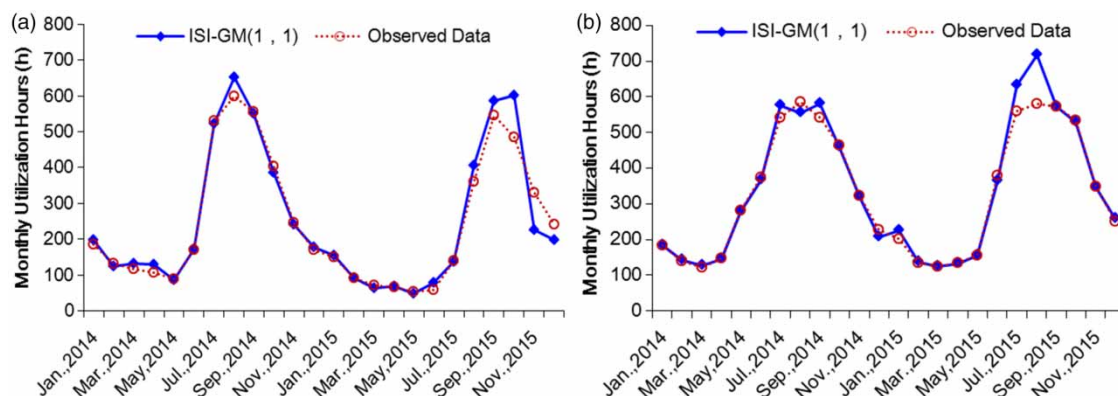 (a)
Monthly Utilization Hours (h)
800
700
600
500
400
300
200
100
0
ISI-GM(1 , 1)
Observed Data
Jan.,2014
Mar.,2014
May,2014
Jul.,2014
Sep.,2014
Nov.,2014
Jan.,2015
Mar.,2015
May,2015
Jul.,2015
Sep.,2015
Nov.,2015
(b)
Monthly Utilization Hours (h)
800
700
600
500
400
300
200
100
0
ISI-GM(1 , 1)
Observed Data
Jan.,2014
Mar.,2014
May,2014
Jul.,2014
Sep.,2014
Nov.,2014
Jan.,2015
Mar.,2015
May,2015
Jul.,2015
Sep.,2015
Nov.,2015